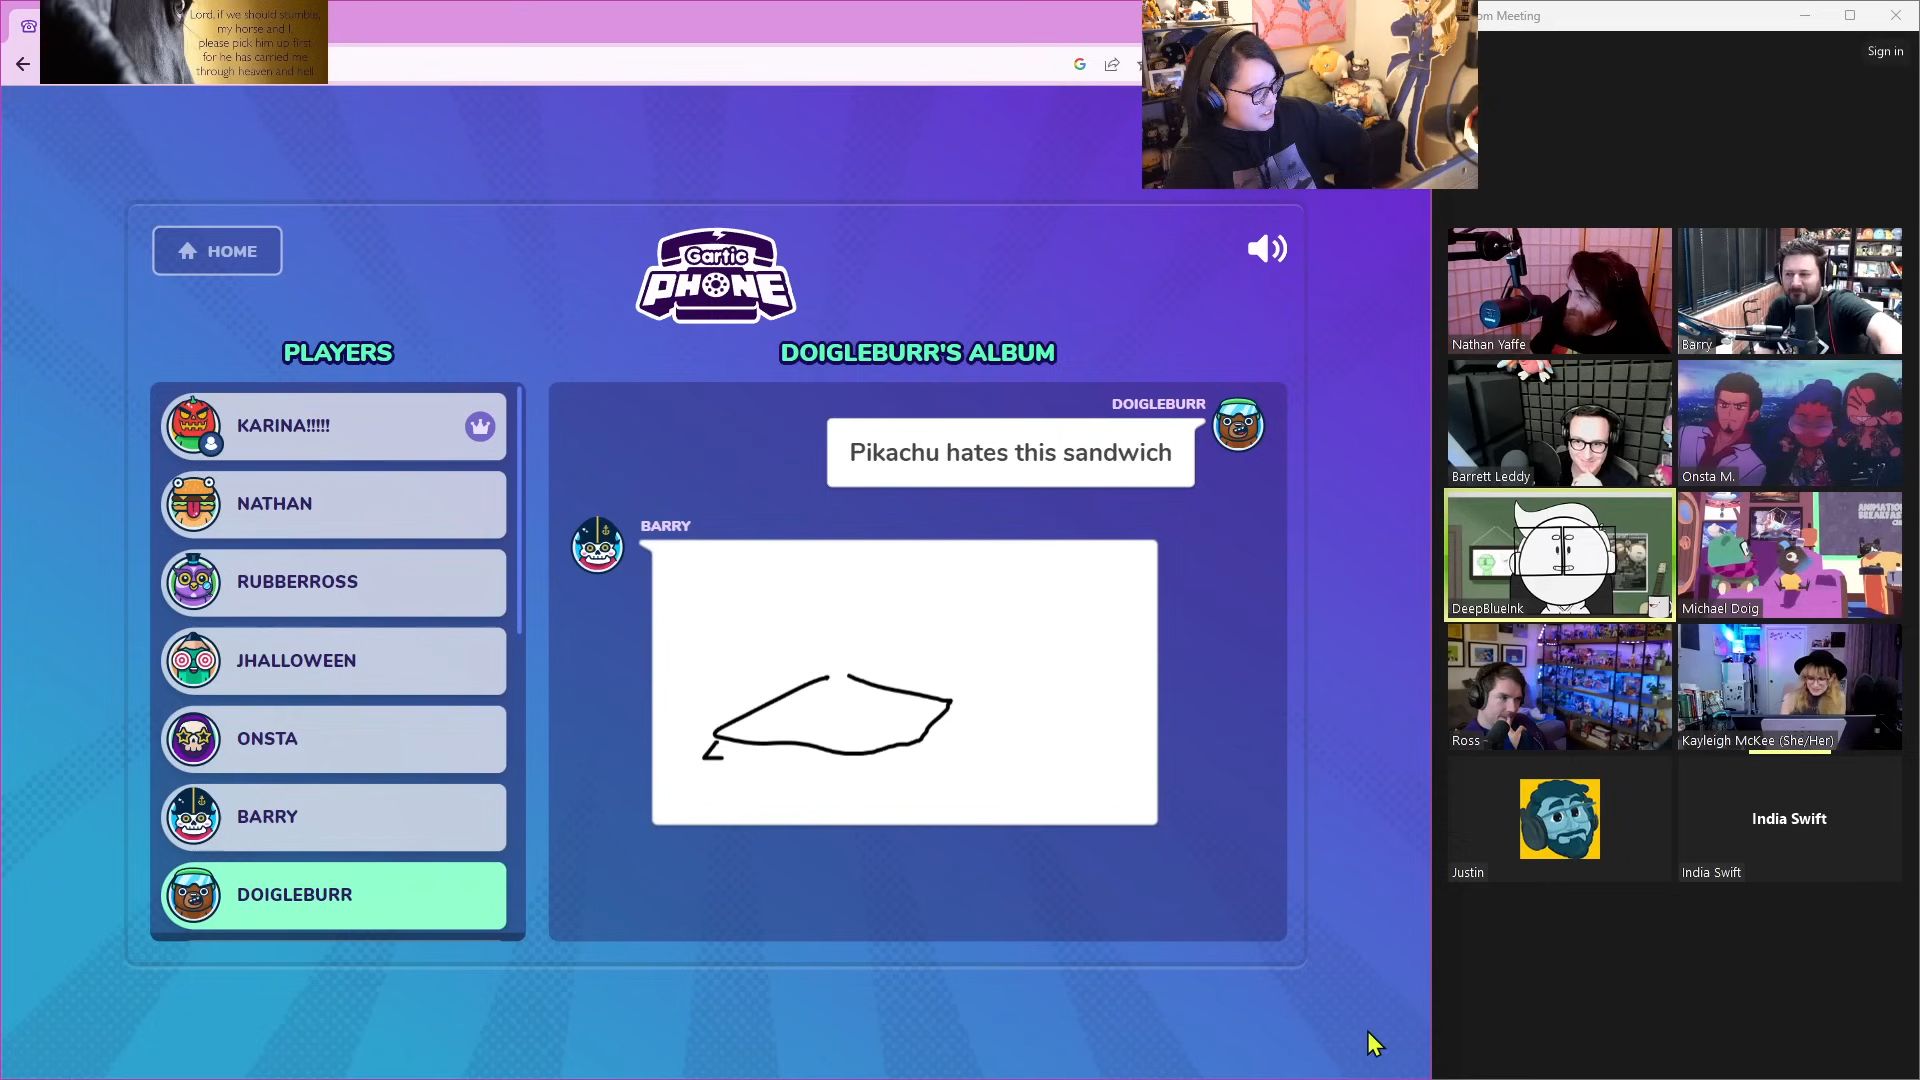 Lord, if we should stumble,
my horse and I,
please pick him up first
for he has carried me
through heaven and hell
om Meeting
Sign in
HOME
Gartic
PHONE
PLAYERS
DOIGLEBURR'S ALBUM
KARINA!!!!!
NATHAN
RUBBERROSS
JHALLOWEEN
ONSTA
BARRY
DOIGLEBURR
DOIGLEBURR
Pikachu hates this sandwich
BARRY
Nathan Yaffe
Barry
Barrett Leddy
Onsta M.
DeepBlueInk
ANIMATION
BREAKFAST
Michael Doig
Ross
Kayleigh McKee (She/Her)
Justin
India Swift
India Swift